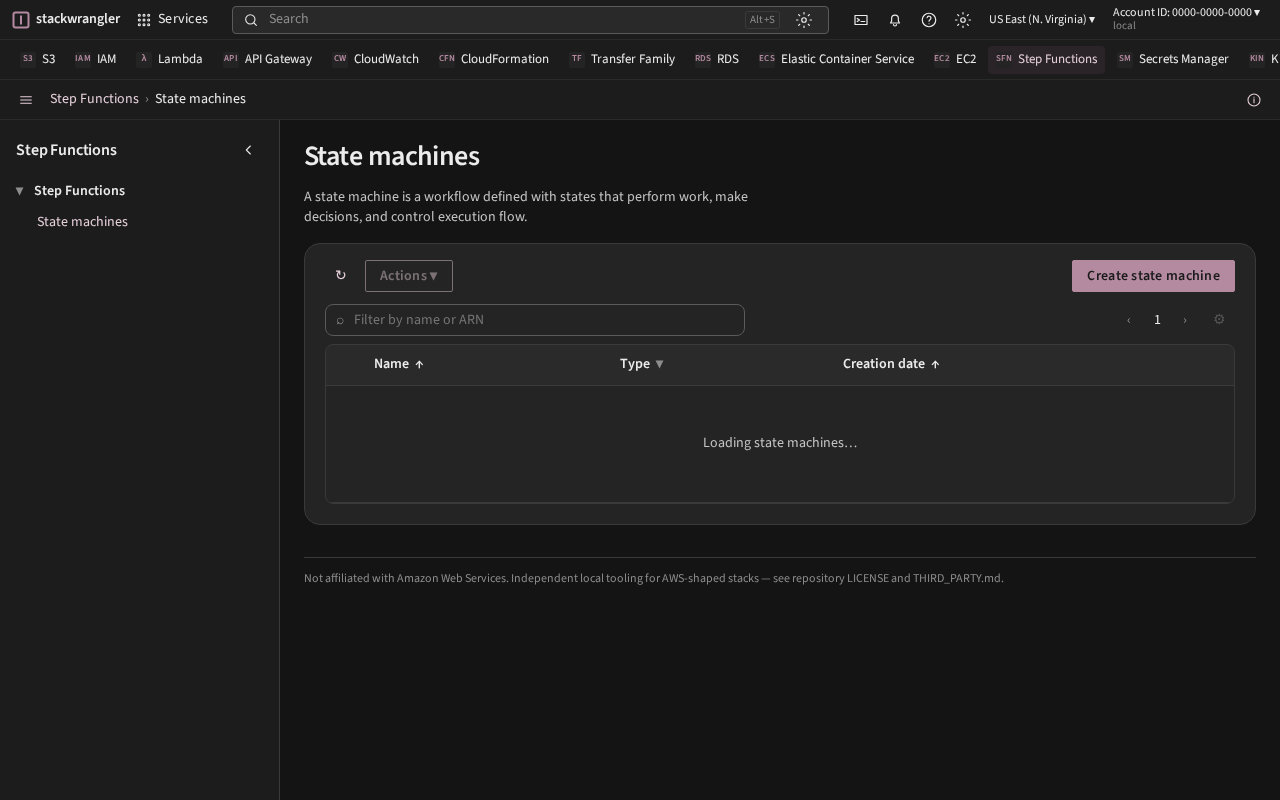 stackwrangler Services Search Alt+S US East (N. Virginia) ▾ Account ID: 0000-0000-0000 ▾
local
S3 S3 IAM IAM λ Lambda API API Gateway CW CloudWatch CFN CloudFormation TF Transfer Family RDS RDS ECS Elastic Container Service EC2 EC2 SFN Step Functions SM Secrets Manager KIN K
Step Functions › State machines
Step Functions
▼ Step Functions
State machines
State machines
A state machine is a workflow defined with states that perform work, make
decisions, and control execution flow.
↻ Actions ▼ Create state machine
Filter by name or ARN ‹ 1 ›
Name ↑ Type ▼ Creation date ↑
Loading state machines…
Not affiliated with Amazon Web Services. Independent local tooling for AWS-shaped stacks — see repository LICENSE and THIRD_PARTY.md.